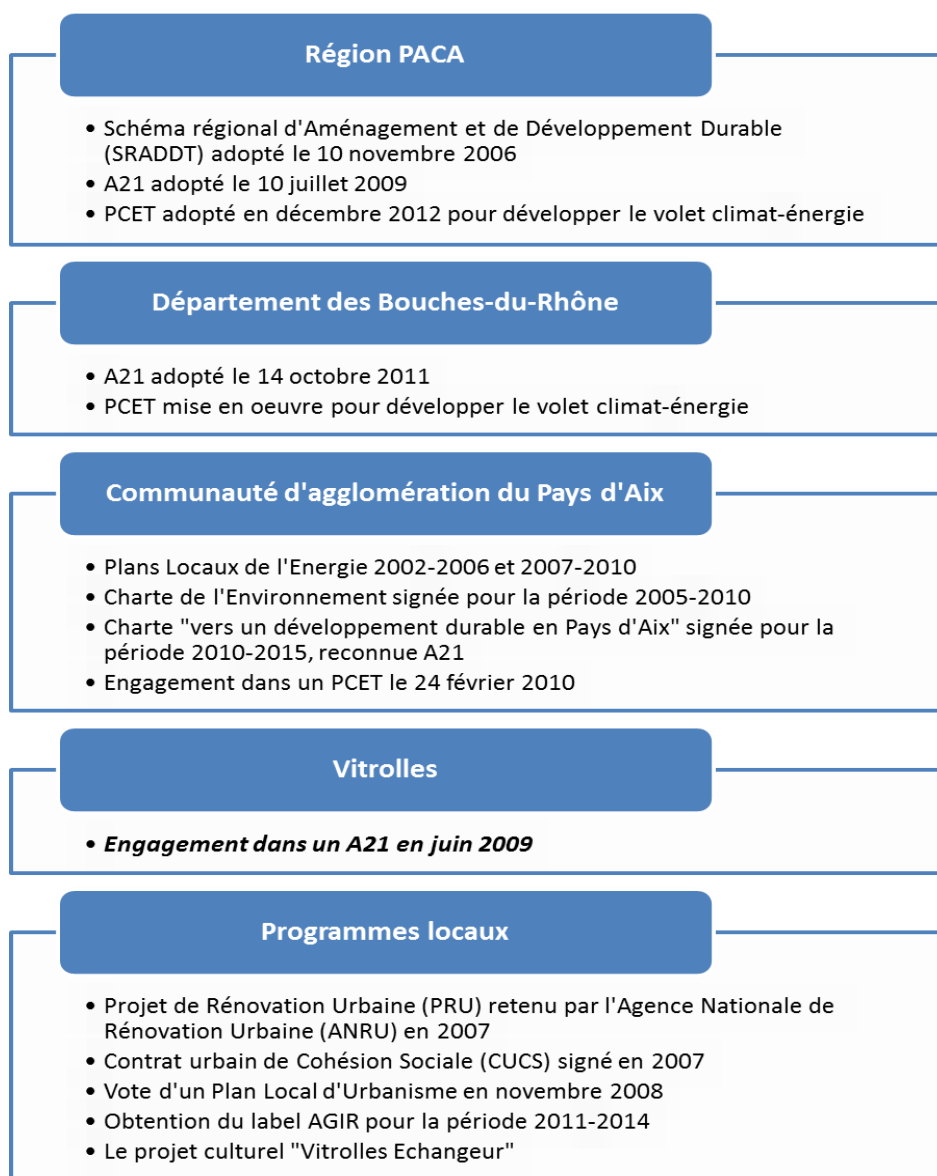 Région PACA
• Schéma régional d'Aménagement et de Développement Durable
(SRADDT) adopté le 10 novembre 2006
• A21 adopté le 10 juillet 2009
• PCET adopté en décembre 2012 pour développer le volet climat-énergie
Département des Bouches-du-Rhône
• A21 adopté le 14 octobre 2011
• PCET mise en oeuvre pour développer le volet climat-énergie
Communauté d'agglomération du Pays d'Aix
• Plans Locaux de l'Energie 2002-2006 et 2007-2010
• Charte de l'Environnement signée pour la période 2005-2010
• Charte "vers un développement durable en Pays d'Aix" signée pour la
période 2010-2015, reconnue A21
• Engagement dans un PCET le 24 février 2010
Vitrolles
• Engagement dans un A21 en juin 2009
Programmes locaux
• Projet de Rénovation Urbaine (PRU) retenu par l'Agence Nationale de
Rénovation Urbaine (ANRU) en 2007
• Contrat urbain de Cohésion Sociale (CUCS) signé en 2007
• Vote d'un Plan Local d'Urbanisme en novembre 2008
• Obtention du label AGIR pour la période 2011-2014
• Le projet culturel "Vitrolles Echangeur"